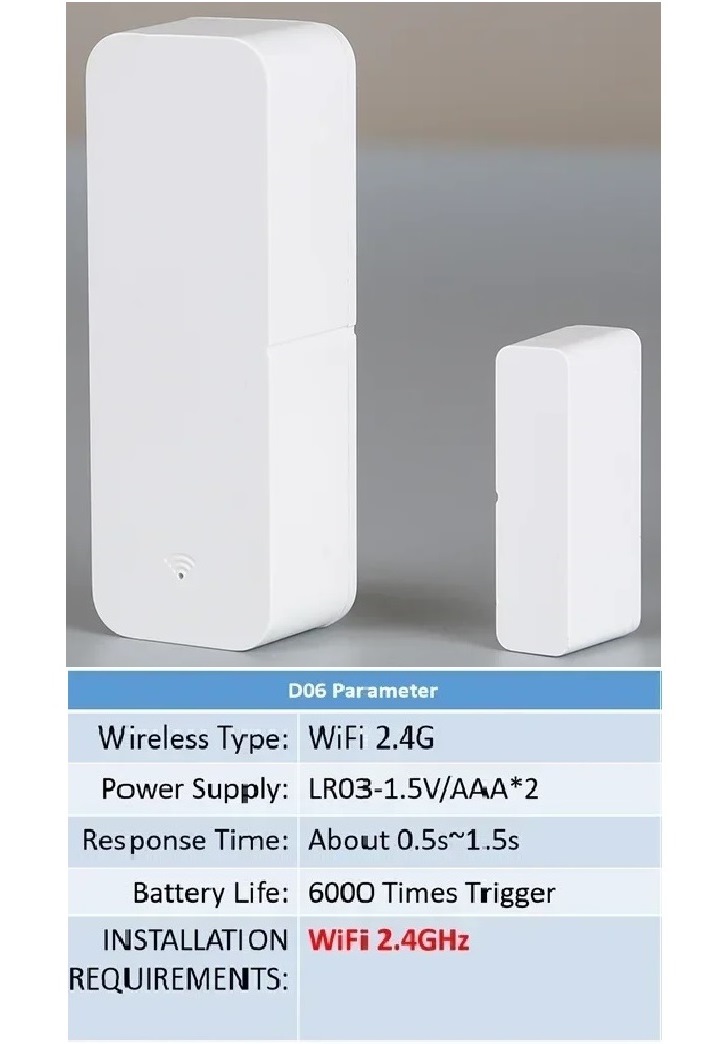 D06 Parameter
Wireless Type: WiFi 2.4G
Power Supply: LR03-1.5V/AAA*2
Response Time: About 0.5s~1.5s
Battery Life: 6000 Times Trigger
INSTALLATION REQUIREMENTS: WiFi 2.4GHz